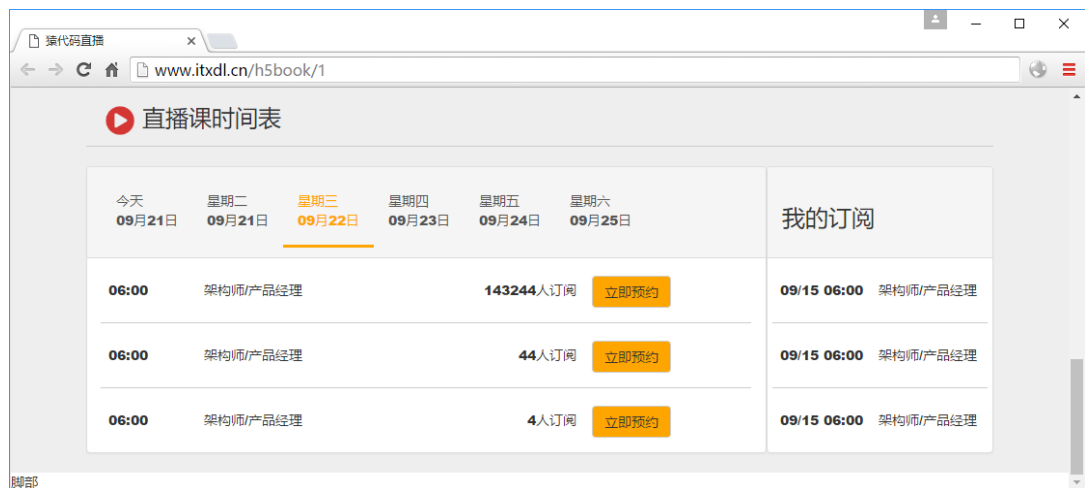 猿代码直播
www.itxdl.cn/h5book/1
直播课时间表
今天 星期二 星期三 星期四 星期五 星期六
09月21日 09月21日 09月22日 09月23日 09月24日 09月25日
我的订阅
06:00 架构师/产品经理 143244人订阅 立即预约 09/15 06:00 架构师/产品经理
06:00 架构师/产品经理 44人订阅 立即预约 09/15 06:00 架构师/产品经理
06:00 架构师/产品经理 4人订阅 立即预约 09/15 06:00 架构师/产品经理
脚部